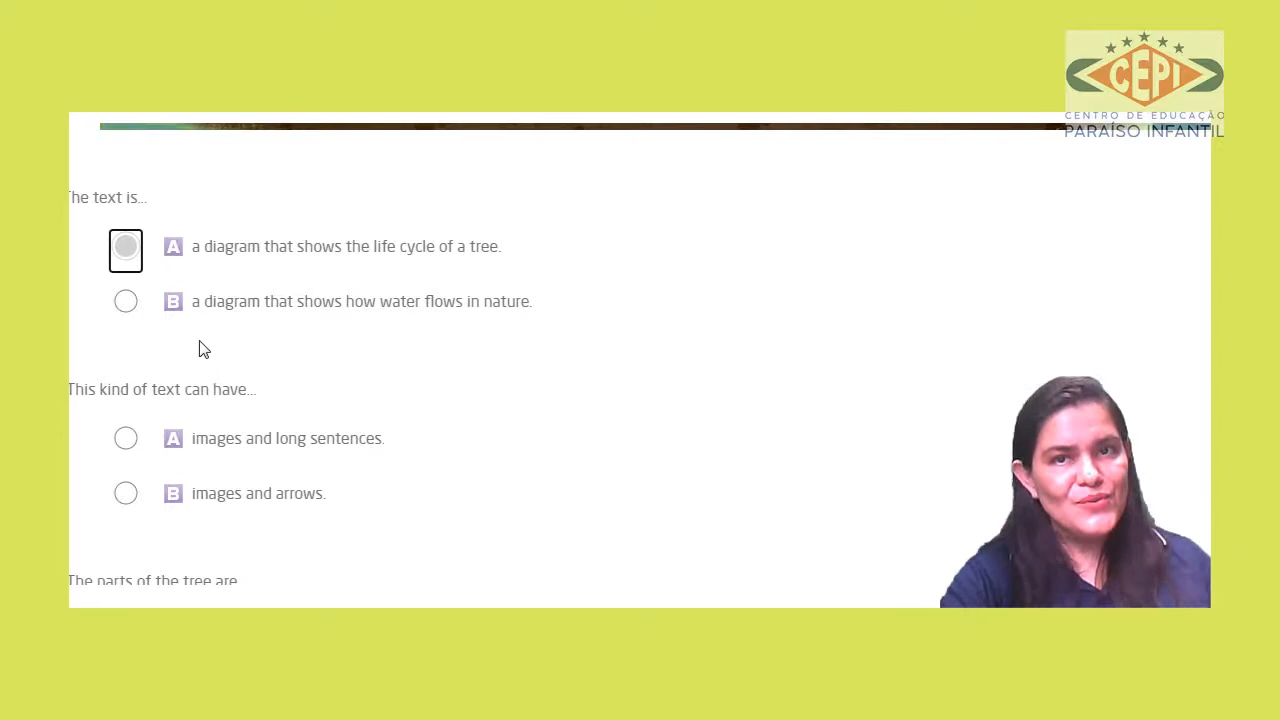 CEPI
CENTRO DE EDUCAÇÃO
PARAÍSO INFANTIL
The text is...
A a diagram that shows the life cycle of a tree.
B a diagram that shows how water flows in nature.
This kind of text can have...
A images and long sentences.
B images and arrows.
The parts of the tree are